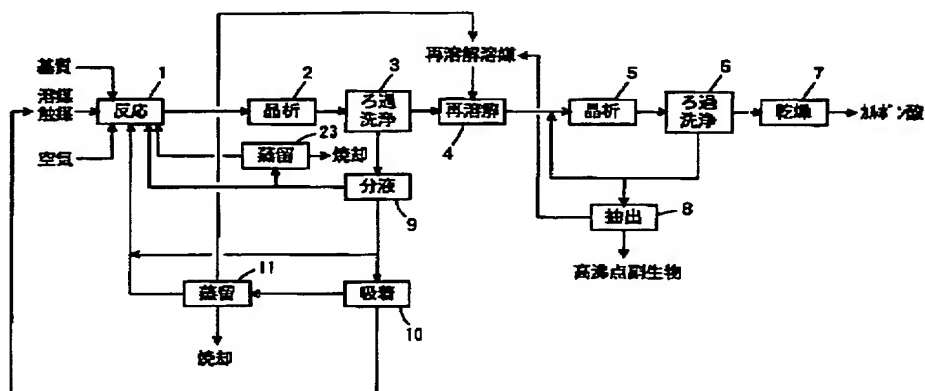 基質
溶媒
触媒
空気
1
反応
2
晶析
3
ろ過
洗浄
再溶解溶媒
再溶解
4
5
晶析
6
ろ過
洗浄
7
乾燥
カルボン酸
23
蒸留
焼却
分液
9
抽出
8
高沸点副生物
11
蒸留
焼却
吸着
10